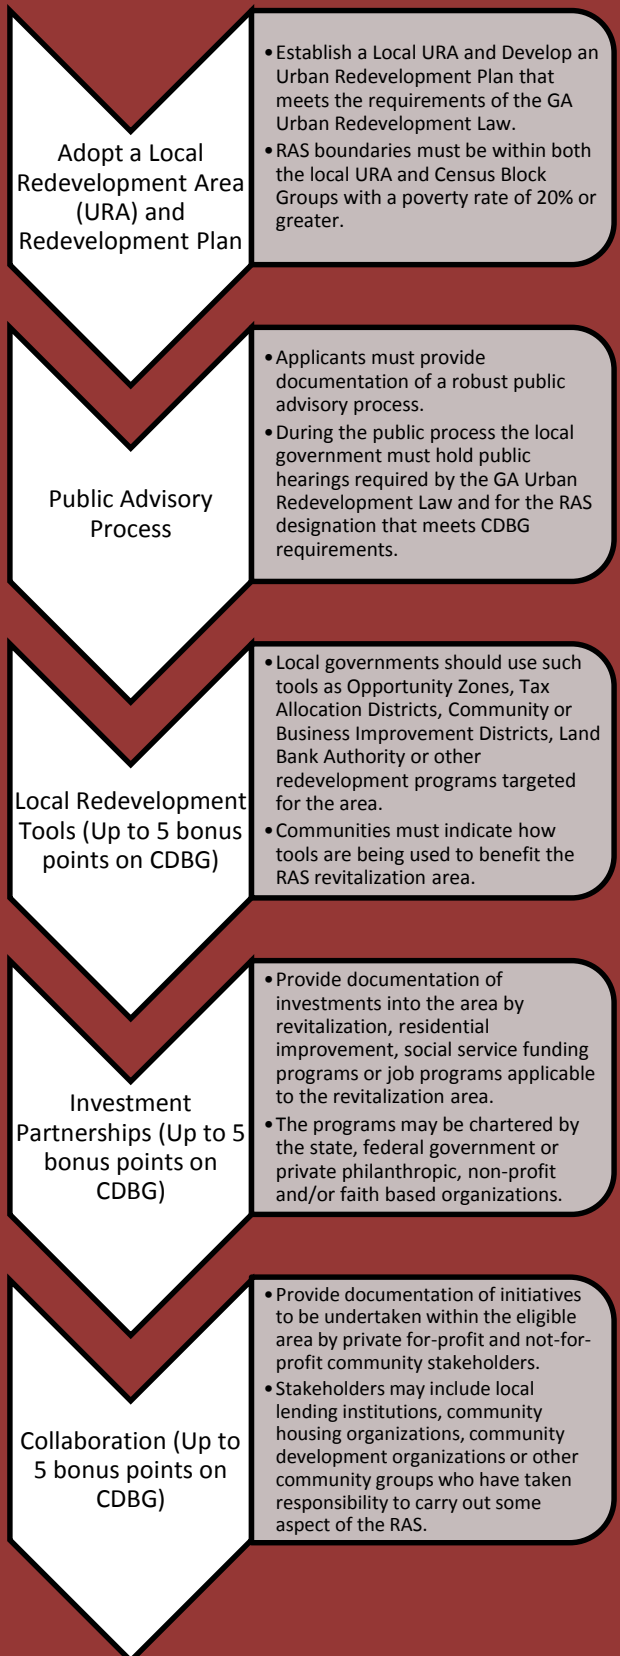 Adopt a Local
Redevelopment Area
(URA) and
Redevelopment Plan
•Establish a Local URA and Develop an
Urban Redevelopment Plan that
meets the requirements of the GA
Urban Redevelopment Law.
•RAS boundaries must be within both
the local URA and Census Block
Groups with a poverty rate of 20% or
greater.
Public Advisory
Process
•Applicants must provide
documentation of a robust public
advisory process.
•During the public process the local
government must hold public
hearings required by the GA Urban
Redevelopment Law and for the RAS
designation that meets CDBG
requirements.
Local Redevelopment
Tools (Up to 5 bonus
points on CDBG)
•Local governments should use such
tools as Opportunity Zones, Tax
Allocation Districts, Community or
Business Improvement Districts, Land
Bank Authority or other
redevelopment programs targeted
for the area.
•Communities must indicate how
tools are being used to benefit the
RAS revitalization area.
Investment
Partnerships (Up to 5
bonus points on
CDBG)
•Provide documentation of
investments into the area by
revitalization, residential
improvement, social service funding
programs or job programs applicable
to the revitalization area.
•The programs may be chartered by
the state, federal government or
private philanthropic, non-profit
and/or faith based organizations.
Collaboration (Up to
5 bonus points on
CDBG)
•Provide documentation of initiatives
to be undertaken within the eligible
area by private for-profit and not-for-
profit community stakeholders.
•Stakeholders may include local
lending institutions, community
housing organizations, community
development organizations or other
community groups who have taken
responsibility to carry out some
aspect of the RAS.